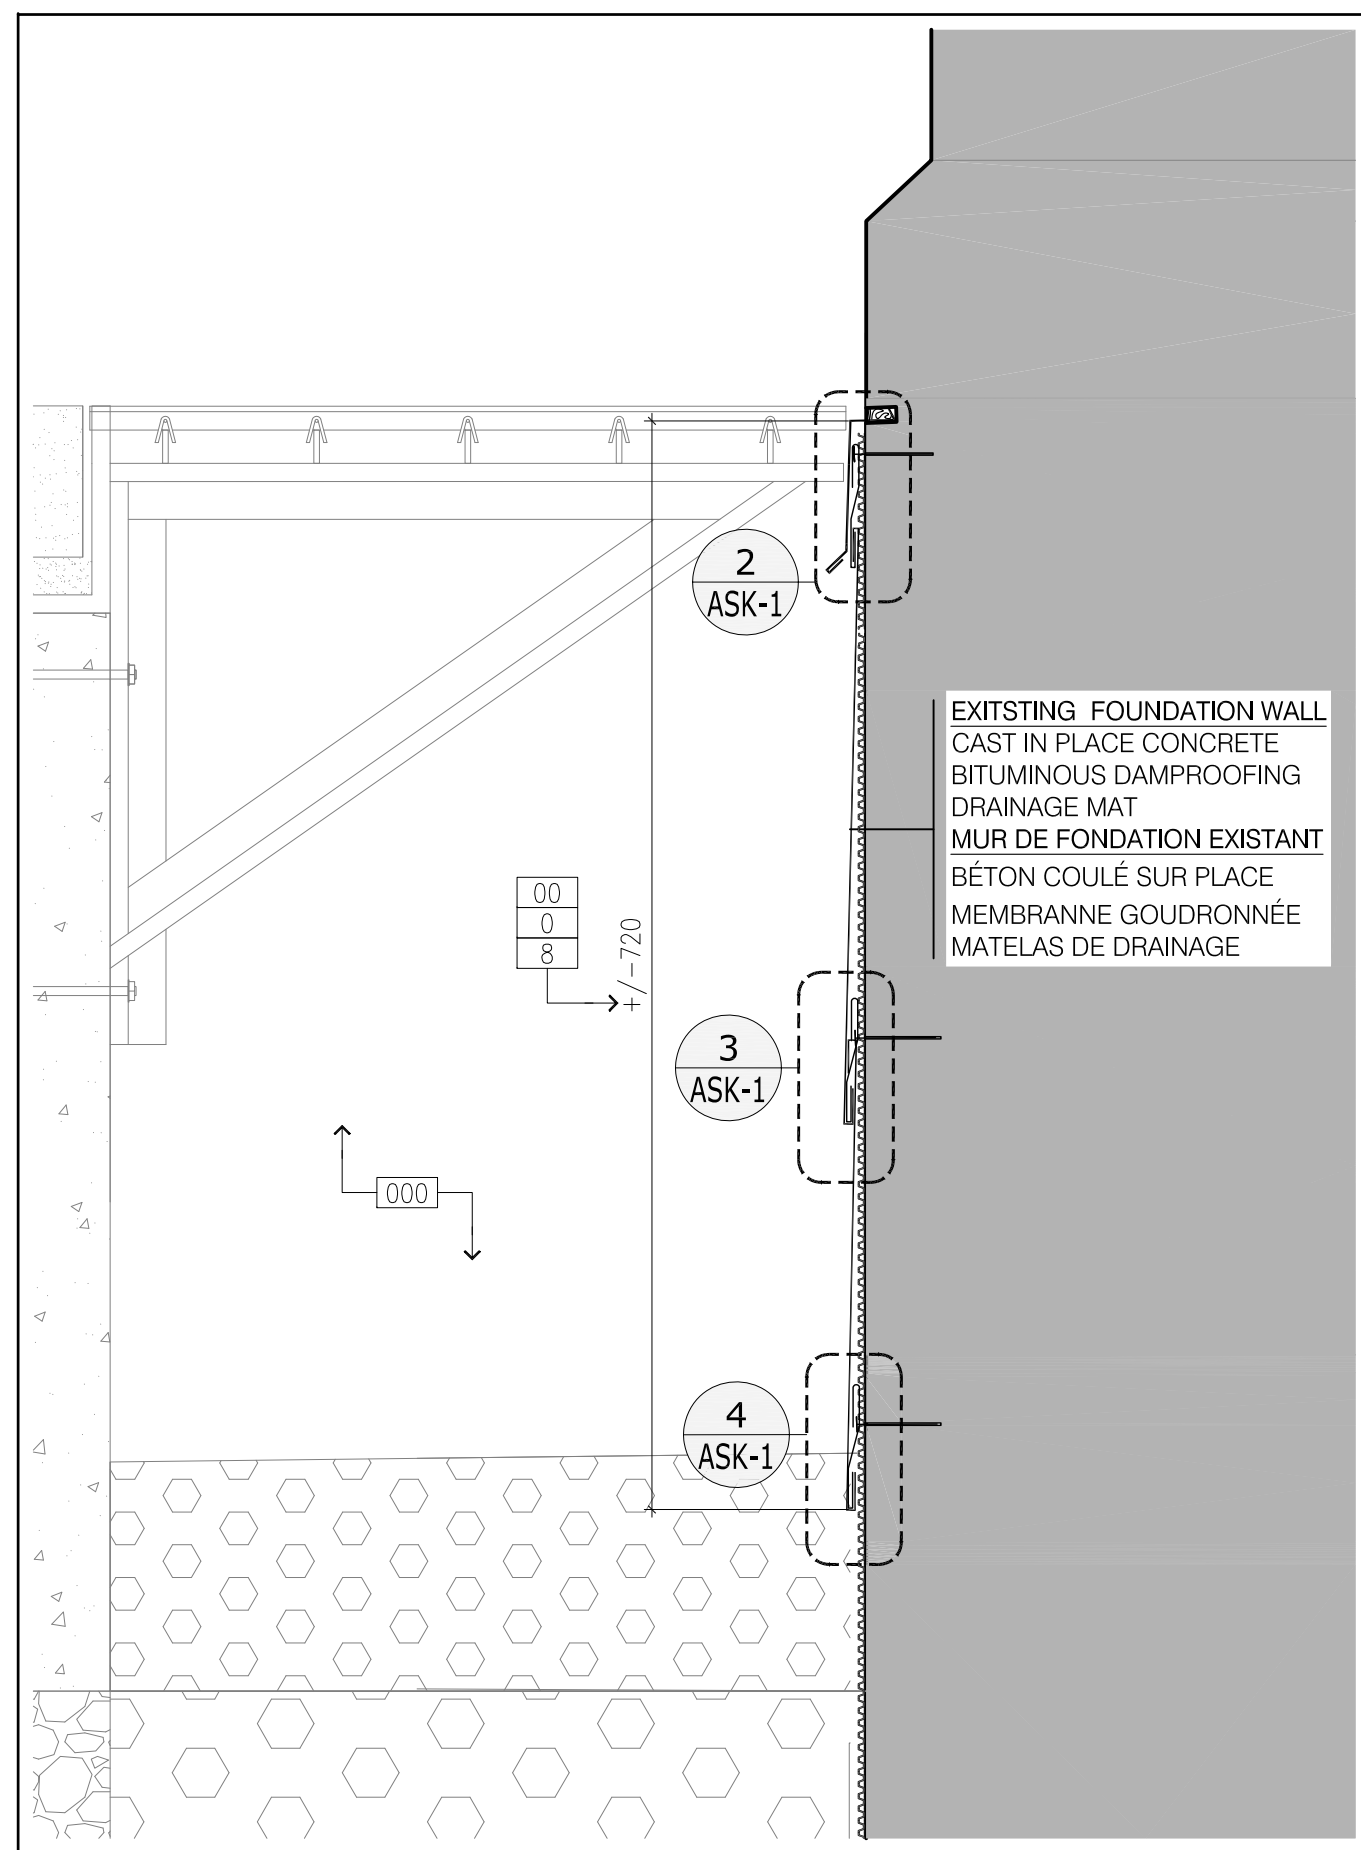 2
ASK-1
EXITSTING FOUNDATION WALL
CAST IN PLACE CONCRETE
BITUMINOUS DAMPROOFING
DRAINAGE MAT
MUR DE FONDATION EXISTANT
BÉTON COULÉ SUR PLACE
MEMBRANNE GOUDRONNÉE
MATELAS DE DRAINAGE
00
0
8
+/-720
3
ASK-1
000
4
ASK-1